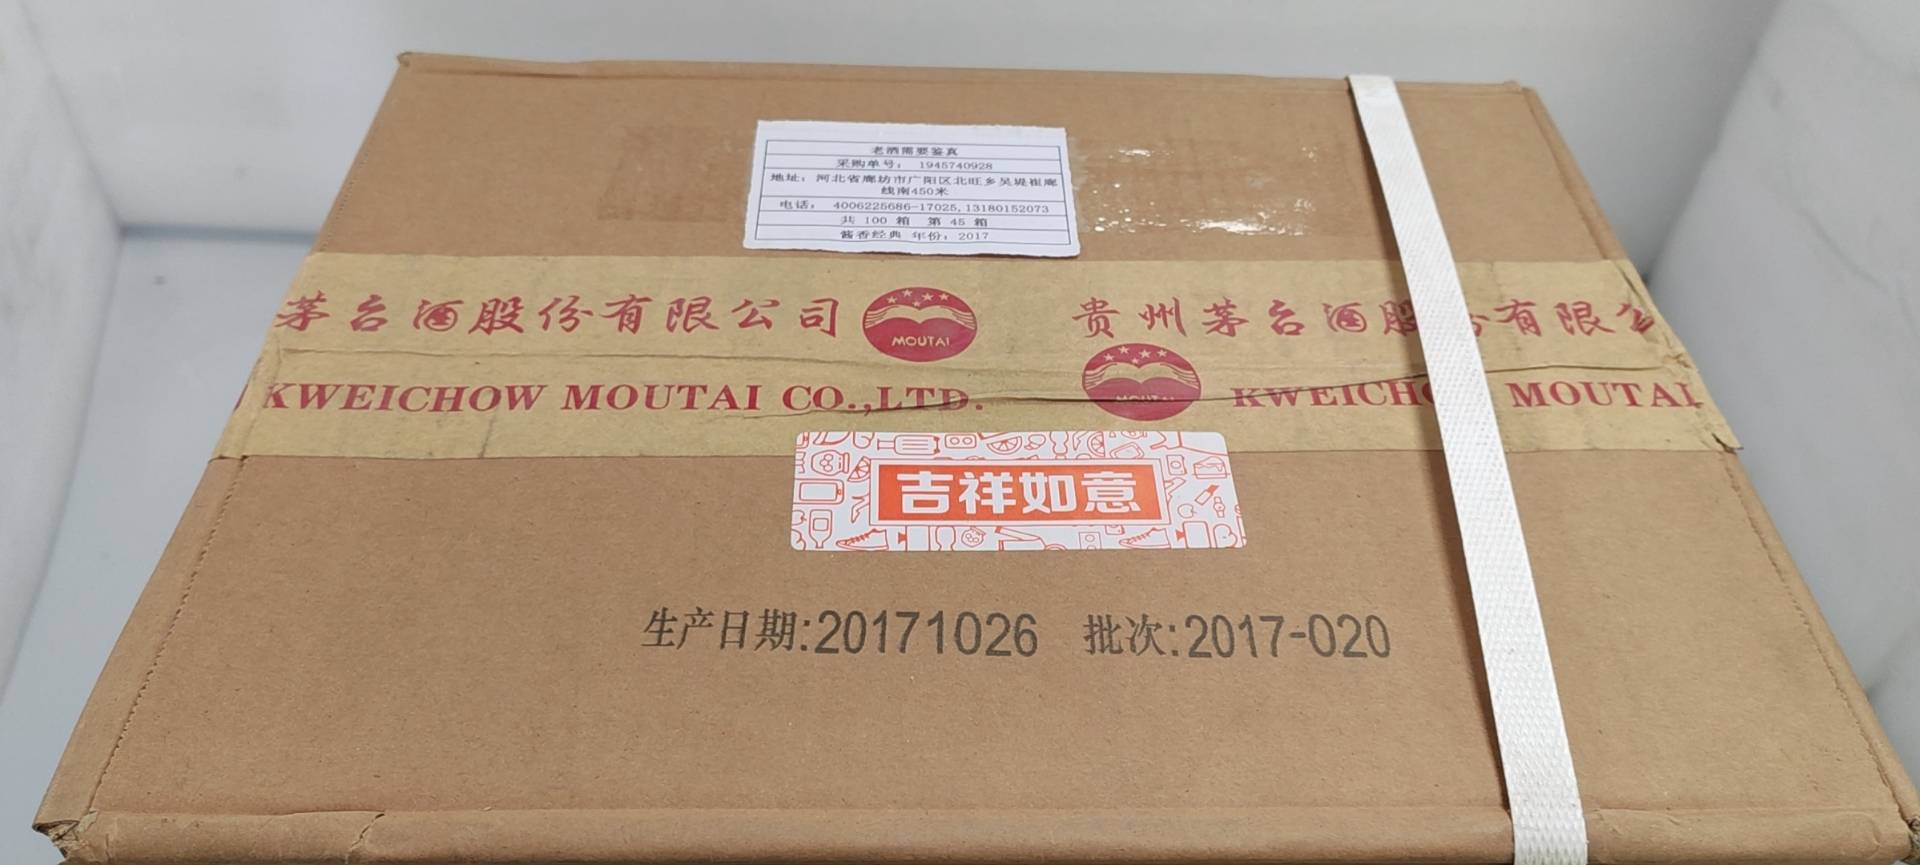 老酒需要鉴真
采购单号: 1945740928
地址: 河北省廊坊市广阳区北旺乡吴堤崔廊
线南450米
电话: 4006225686-17025,13180152073
共 100 箱 第 45 箱
酱香经典 年份: 2017
茅台酒股份有限公司 MOUTAI 贵州茅台酒股份有限公
KWEICHOW MOUTAI CO.,LTD. MOUTAI KWEICHO MOUTAI
吉祥如意
生产日期:20171026 批次:2017-020